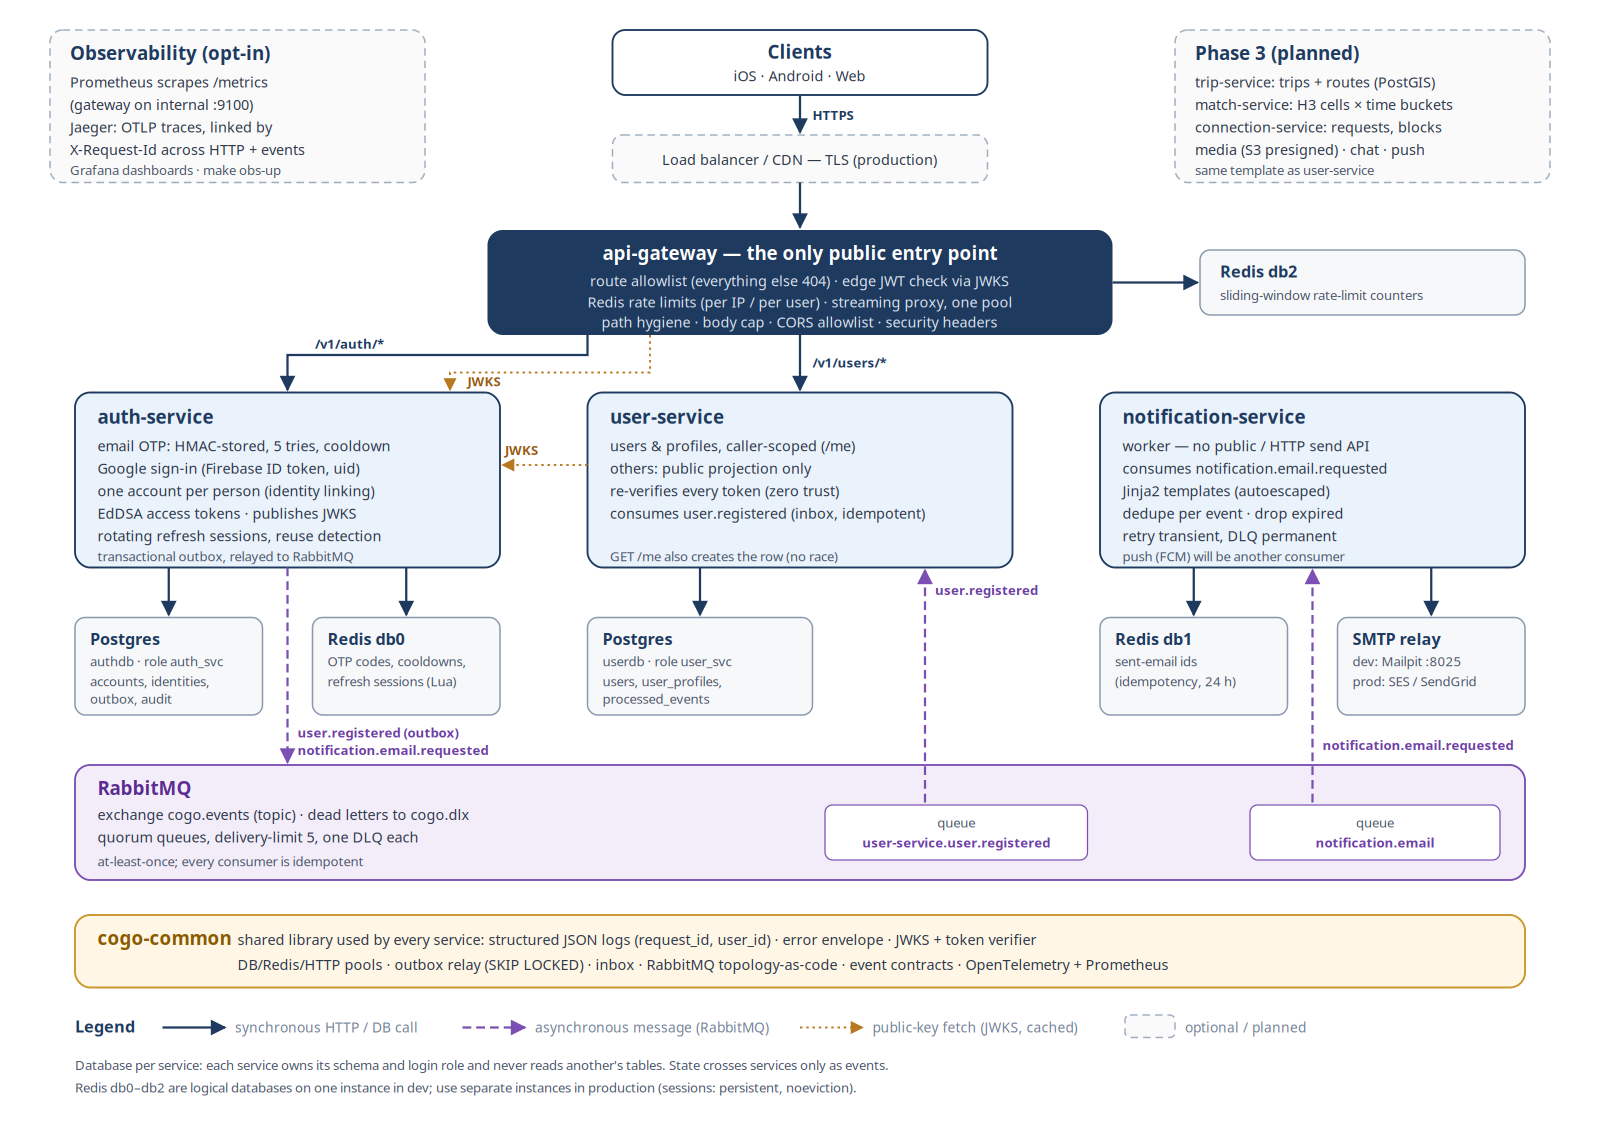 Observability (opt-in)
Prometheus scrapes /metrics
(gateway on internal :9100)
Jaeger: OTLP traces, linked by
X-Request-Id across HTTP + events
Grafana dashboards · make obs-up
Clients
iOS · Android · Web
HTTPS
Load balancer / CDN — TLS (production)
Phase 3 (planned)
trip-service: trips + routes (PostGIS)
match-service: H3 cells × time buckets
connection-service: requests, blocks
media (S3 presigned) · chat · push
same template as user-service
api-gateway — the only public entry point
route allowlist (everything else 404) · edge JWT check via JWKS
Redis rate limits (per IP / per user) · streaming proxy, one pool
path hygiene · body cap · CORS allowlist · security headers
Redis db2
sliding-window rate-limit counters
/v1/auth/*
JWKS
/v1/users/*
auth-service
email OTP: HMAC-stored, 5 tries, cooldown
Google sign-in (Firebase ID token, uid)
one account per person (identity linking)
EdDSA access tokens · publishes JWKS
rotating refresh sessions, reuse detection
transactional outbox, relayed to RabbitMQ
JWKS
user-service
users & profiles, caller-scoped (/me)
others: public projection only
re-verifies every token (zero trust)
consumes user.registered (inbox, idempotent)
GET /me also creates the row (no race)
notification-service
worker — no public / HTTP send API
consumes notification.email.requested
Jinja2 templates (autoescaped)
dedupe per event · drop expired
retry transient, DLQ permanent
push (FCM) will be another consumer
user.registered
Postgres
authdb · role auth_svc
accounts, identities,
outbox, audit
Redis db0
OTP codes, cooldowns,
refresh sessions (Lua)
Postgres
userdb · role user_svc
users, user_profiles,
processed_events
Redis db1
sent-email ids
(idempotency, 24 h)
SMTP relay
dev: Mailpit :8025
prod: SES / SendGrid
user.registered (outbox)
notification.email.requested
notification.email.requested
RabbitMQ
exchange cogo.events (topic) · dead letters to cogo.dlx
quorum queues, delivery-limit 5, one DLQ each
at-least-once; every consumer is idempotent
queue
user-service.user.registered
queue
notification.email
cogo-common shared library used by every service: structured JSON logs (request_id, user_id) · error envelope · JWKS + token verifier
DB/Redis/HTTP pools · outbox relay (SKIP LOCKED) · inbox · RabbitMQ topology-as-code · event contracts · OpenTelemetry + Prometheus
Legend synchronous HTTP / DB call asynchronous message (RabbitMQ) public-key fetch (JWKS, cached) optional / planned
Database per service: each service owns its schema and login role and never reads another's tables. State crosses services only as events.
Redis db0–db2 are logical databases on one instance in dev; use separate instances in production (sessions: persistent, noeviction).